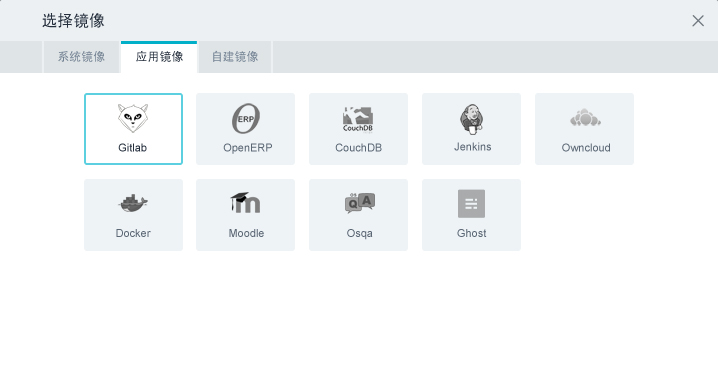 选择镜像
系统镜像 应用镜像 自建镜像
ERP CouchDB
Gitlab OpenERP CouchDB Jenkins Owncloud
m OS Q A
Docker Moodle Osqa Ghost